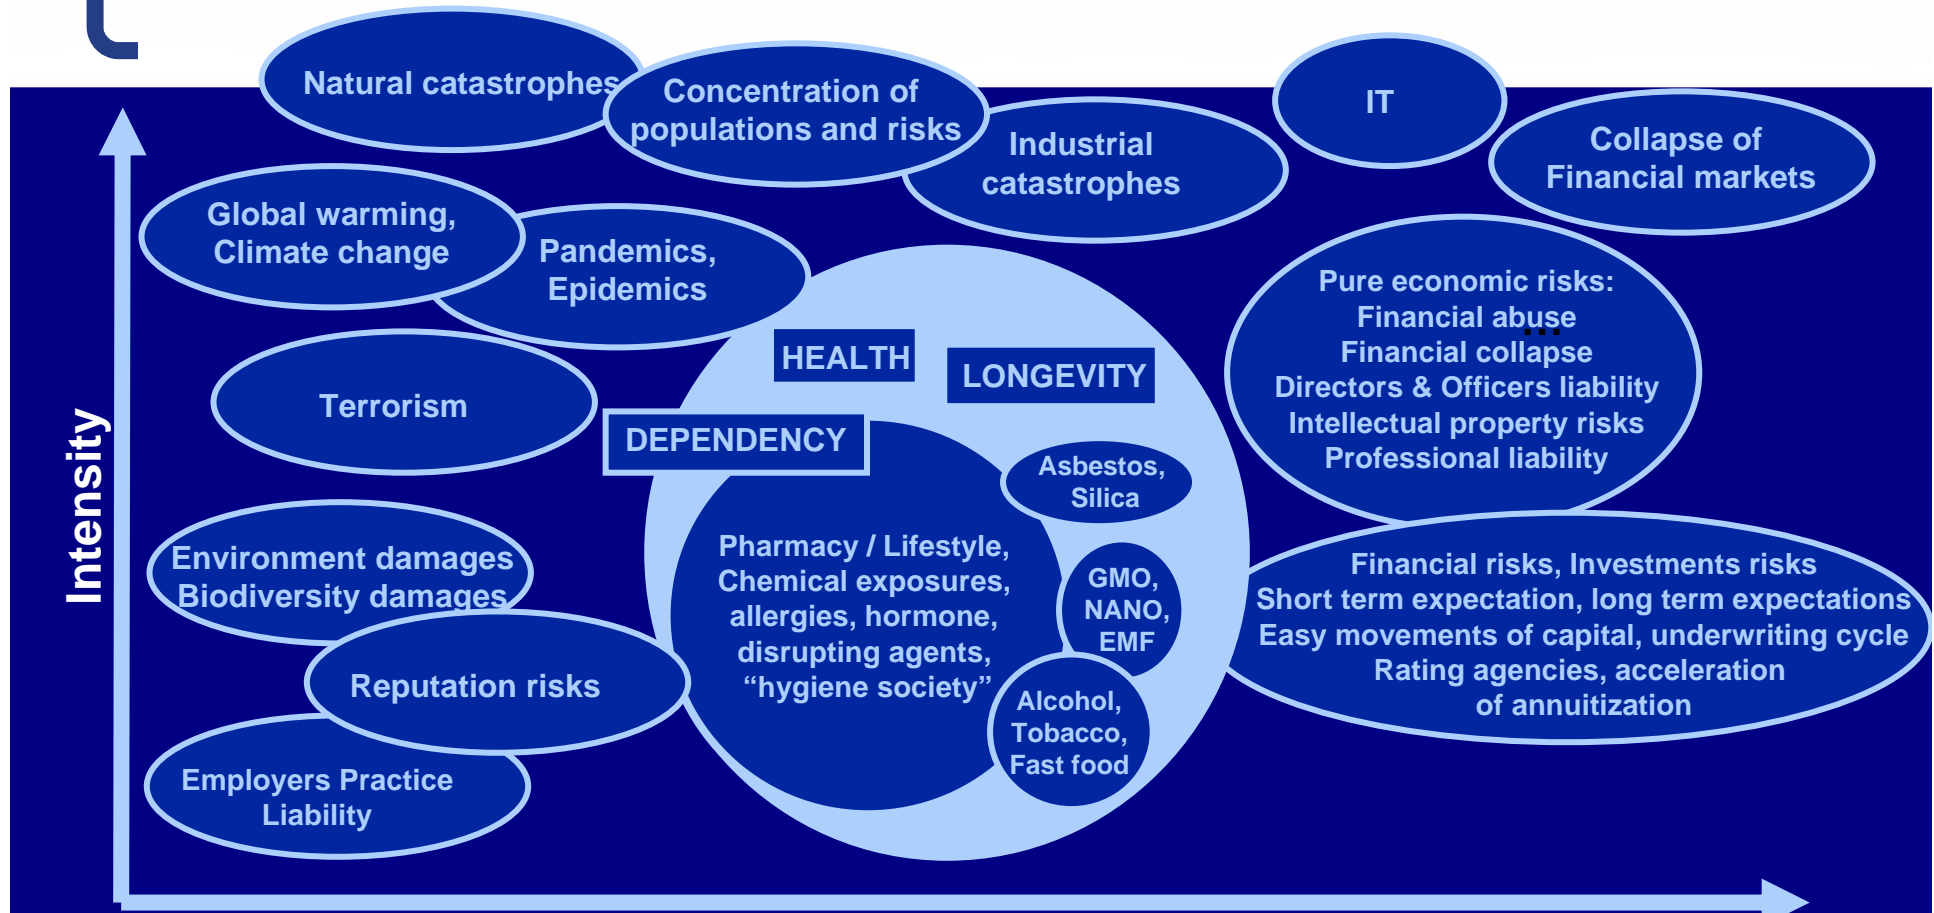 Natural catastrophes
Concentration of
populations and risks
Industrial
catastrophes
IT
Collapse of
Financial markets
Global warming,
Climate change
Pandemics,
Epidemics
Terrorism
HEALTH
LONGEVITY
DEPENDENCY
Pure economic risks:
Financial abuse
...
Financial collapse
Directors & Officers liability
Intellectual property risks
Professional liability
Intensity
Asbestos,
Silica
Environment damages
Biodiversity damages
Pharmacy / Lifestyle,
Chemical exposures,
allergies, hormone,
disrupting agents,
“hygiene society”
GMO,
NANO,
EMF
Financial risks, Investments risks
Short term expectation, long term expectations
Easy movements of capital, underwriting cycle
Rating agencies, acceleration
of annuitization
Reputation risks
Alcohol,
Tobacco,
Fast food
Employers Practice
Liability